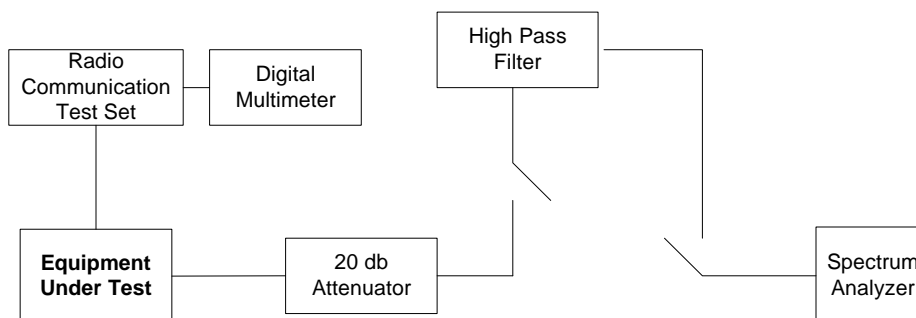 Radio
Communication
Test Set
Digital
Multimeter
High Pass
Filter
Equipment
Under Test
20 db
Attenuator
Spectrum
Analyzer